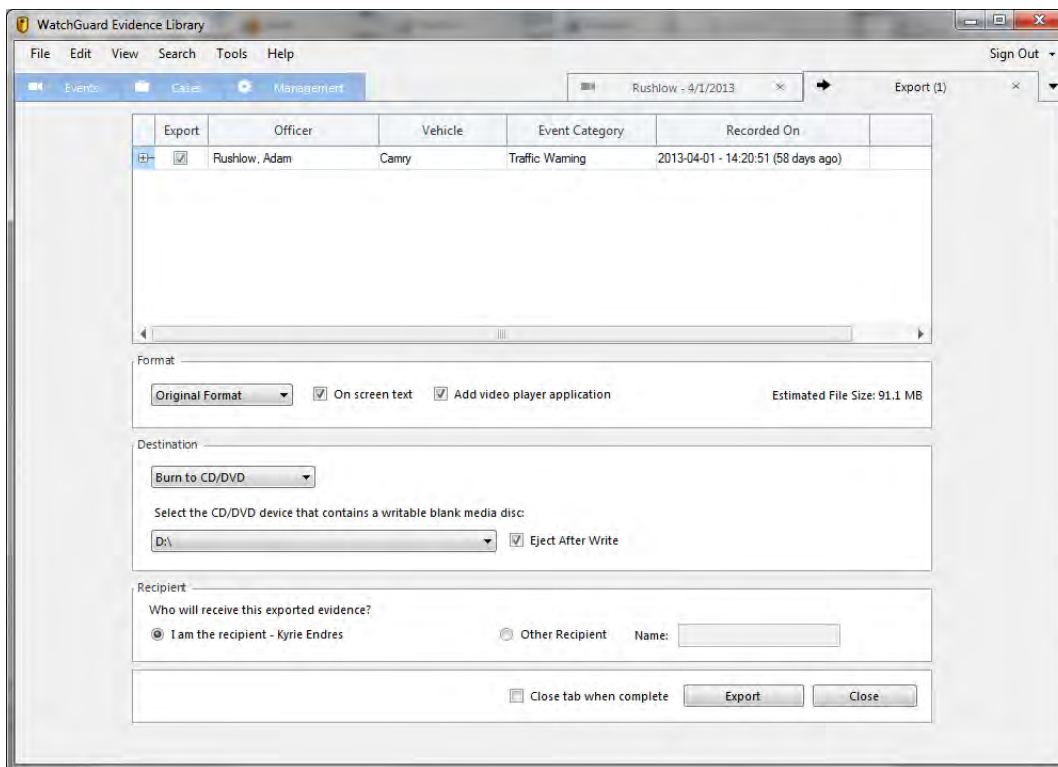 WatchGuard Evidence Library
File Edit View Search Tools Help Sign Out
Events Cases Management Rushlow - 4/1/2013 Export (1)
Export Officer Vehicle Event Category Recorded On
Rushlow, Adam Camry Traffic Warning 2013-04-01 - 14:20:51 (58 days ago)
Format
Original Format On screen text Add video player application Estimated File Size: 91.1 MB
Destination
Burn to CD/DVD
Select the CD/DVD device that contains a writable blank media disc:
D:\ Eject After Write
Recipient
Who will receive this exported evidence?
I am the recipient - Kyrie Endres Other Recipient Name:
Close tab when complete Export Close